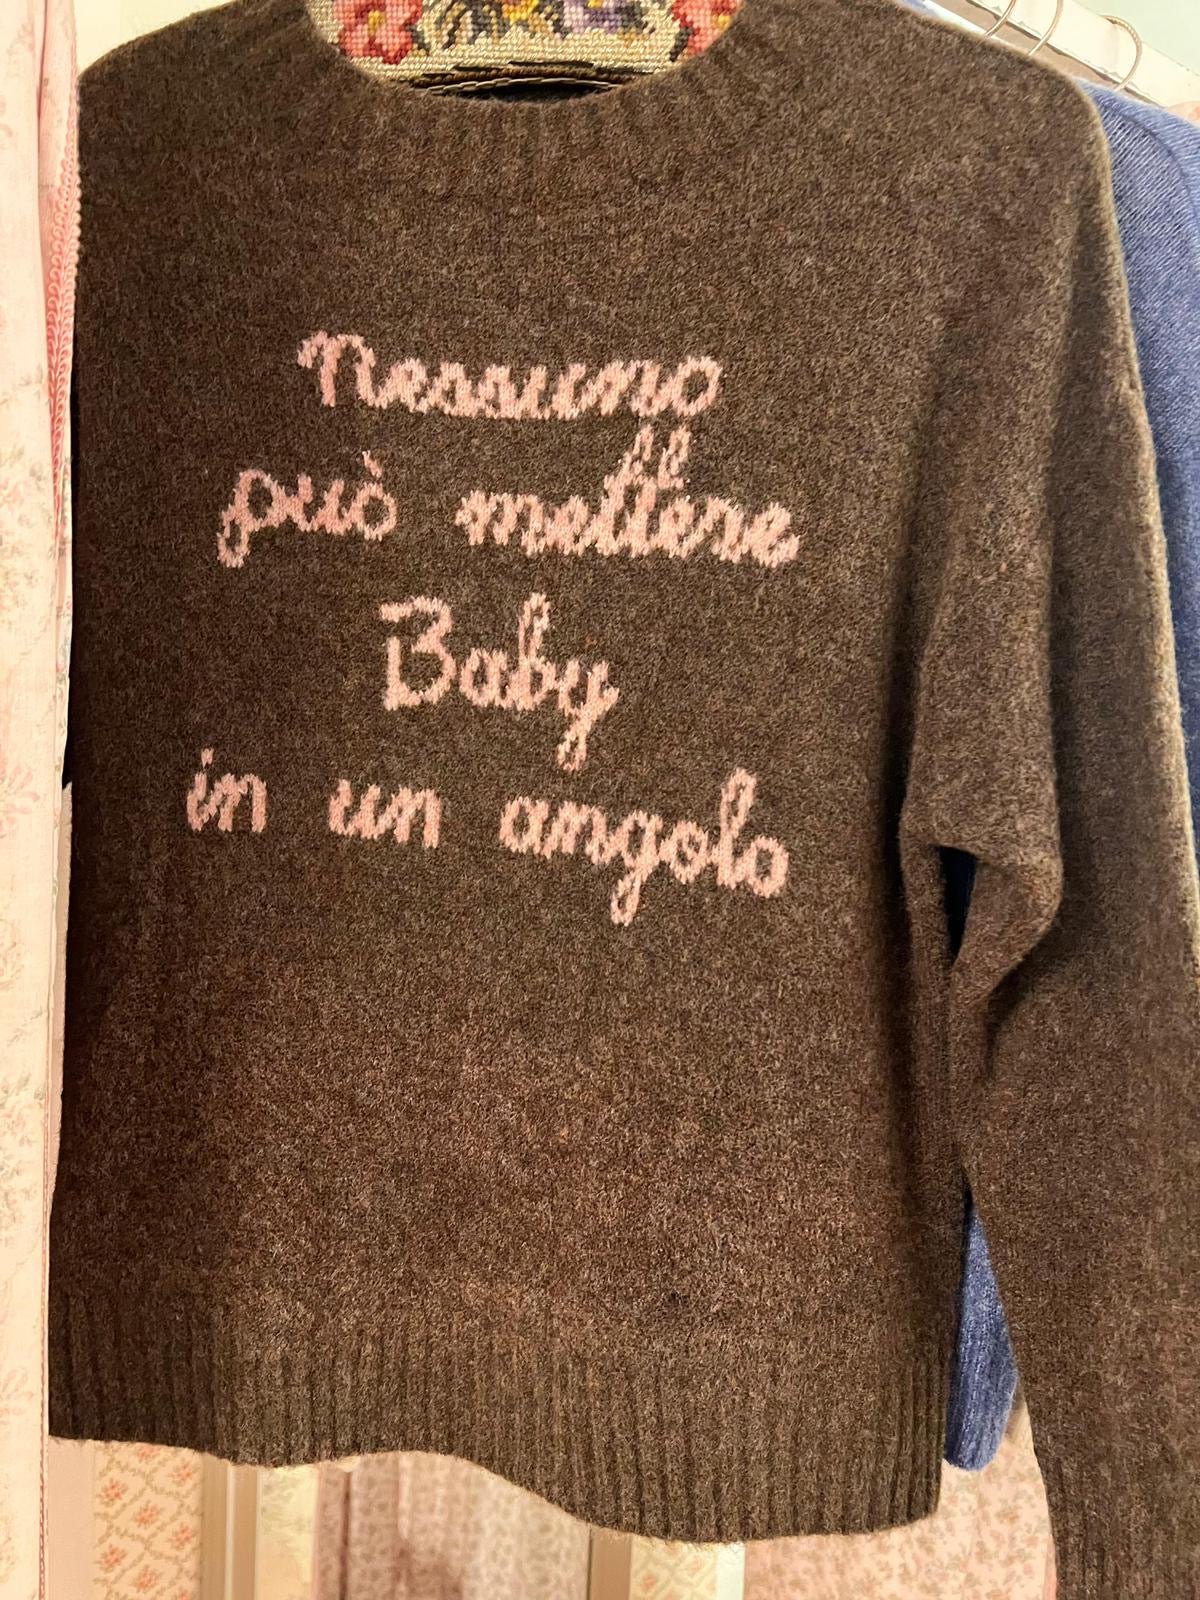 Nessuno
può mettere
Baby
in un angolo